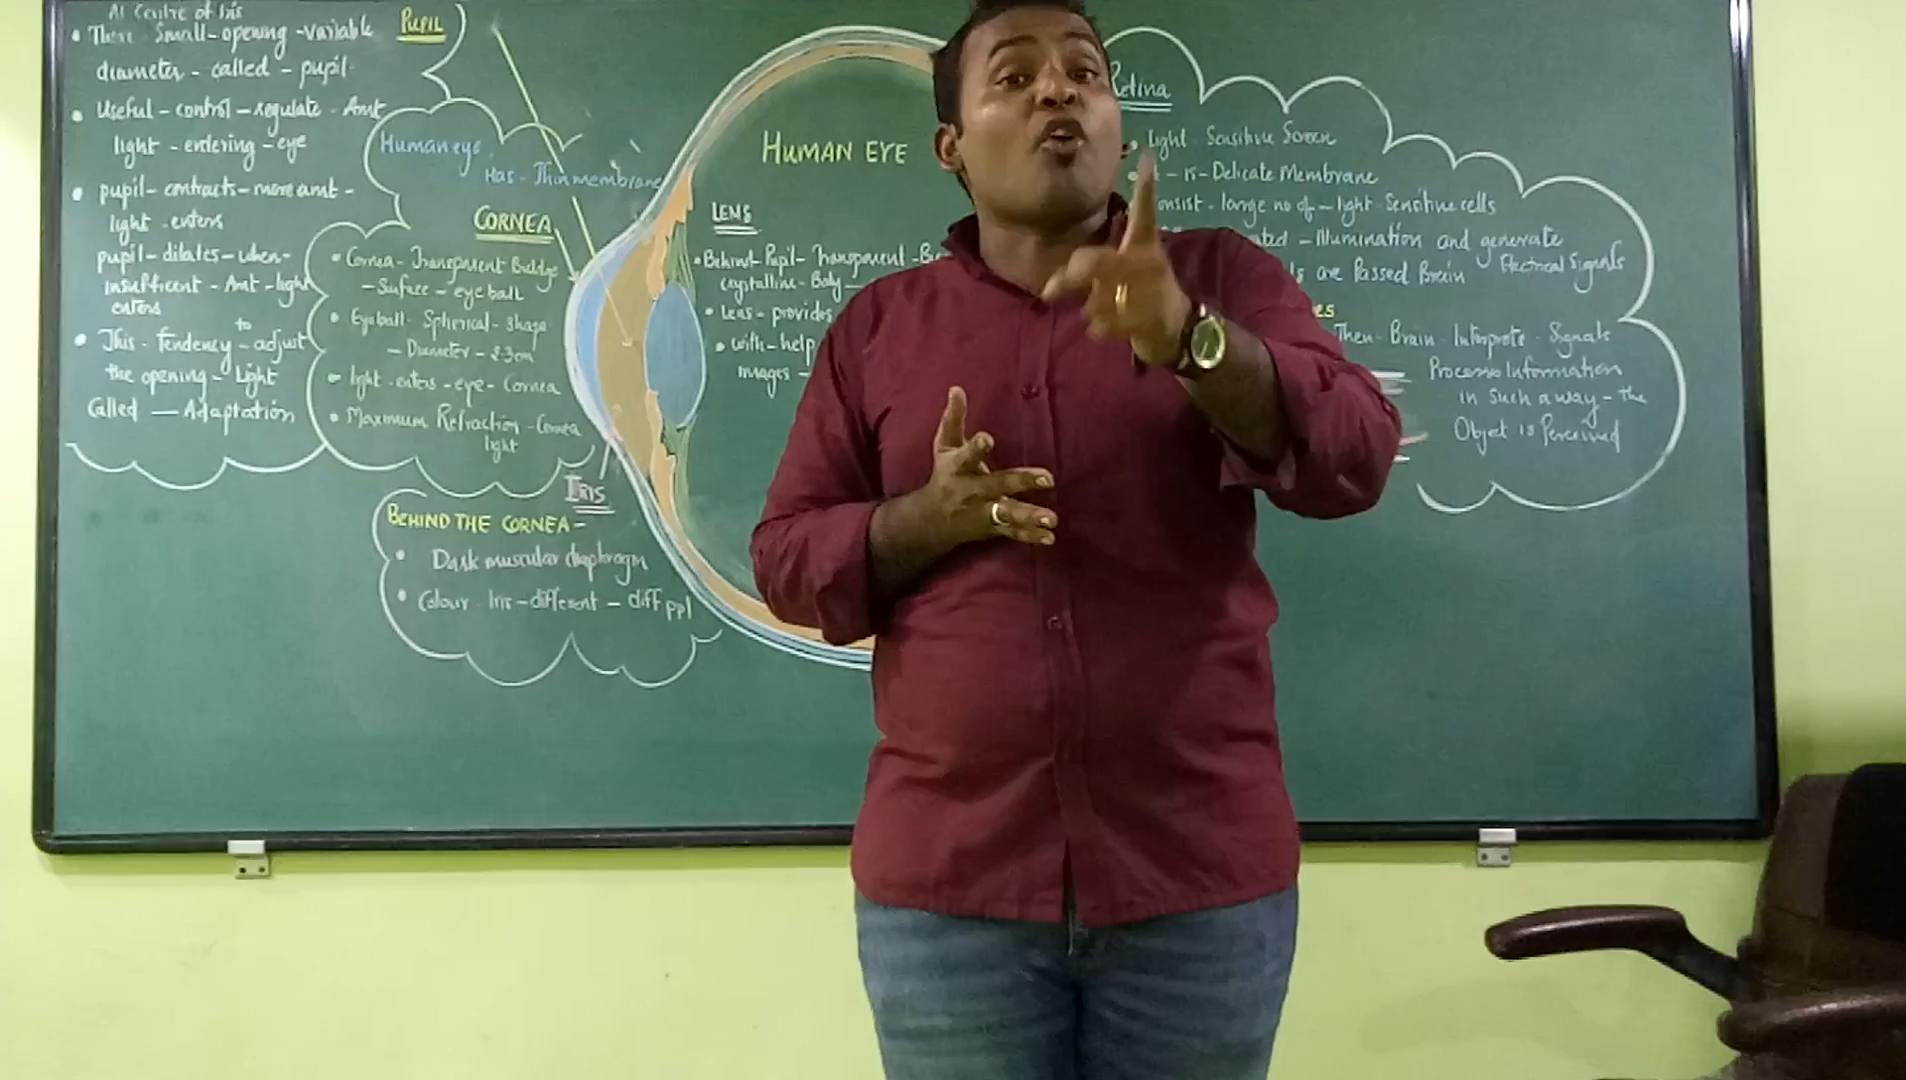 At Centre of Iris
There Small - opening - variable
diameter - called - pupil
PUPIL
Useful - control - regulate - Amt
light - entering - eye
pupil - contracts - more amt -
light - enters
pupil - dilates - when -
insufficent - Amt - light
enters
This - Tendency - to adjust
the opening - Light
Called — Adaptation
Human eye
Has - Thin membrane
CORNEA
Cornea - Transparent
- Surface - eye ball
Eyeball - Spherical - shape
- Diameter - 2.3cm
light - enters - eye - Cornea
Maximum Refraction - Cornea
light
IRIS
BEHIND THE CORNEA -
Dark muscular diaphragm
Colour - Iris - different - diff ppl
HUMAN EYE
LENS
Behind - Pupil - Transparent -
crystalline - Body —
Lens - provides
with - help
images -
Retina
light - Sensitive Screen
is - Delicate Membrane
consist - large no of - light Sensitive cells
- Illumination and generate
Electrical Signals
are Passed Brain
Then - Brain - Interprets - Signals
Process Information
in Such a way - the
Object is Perceived